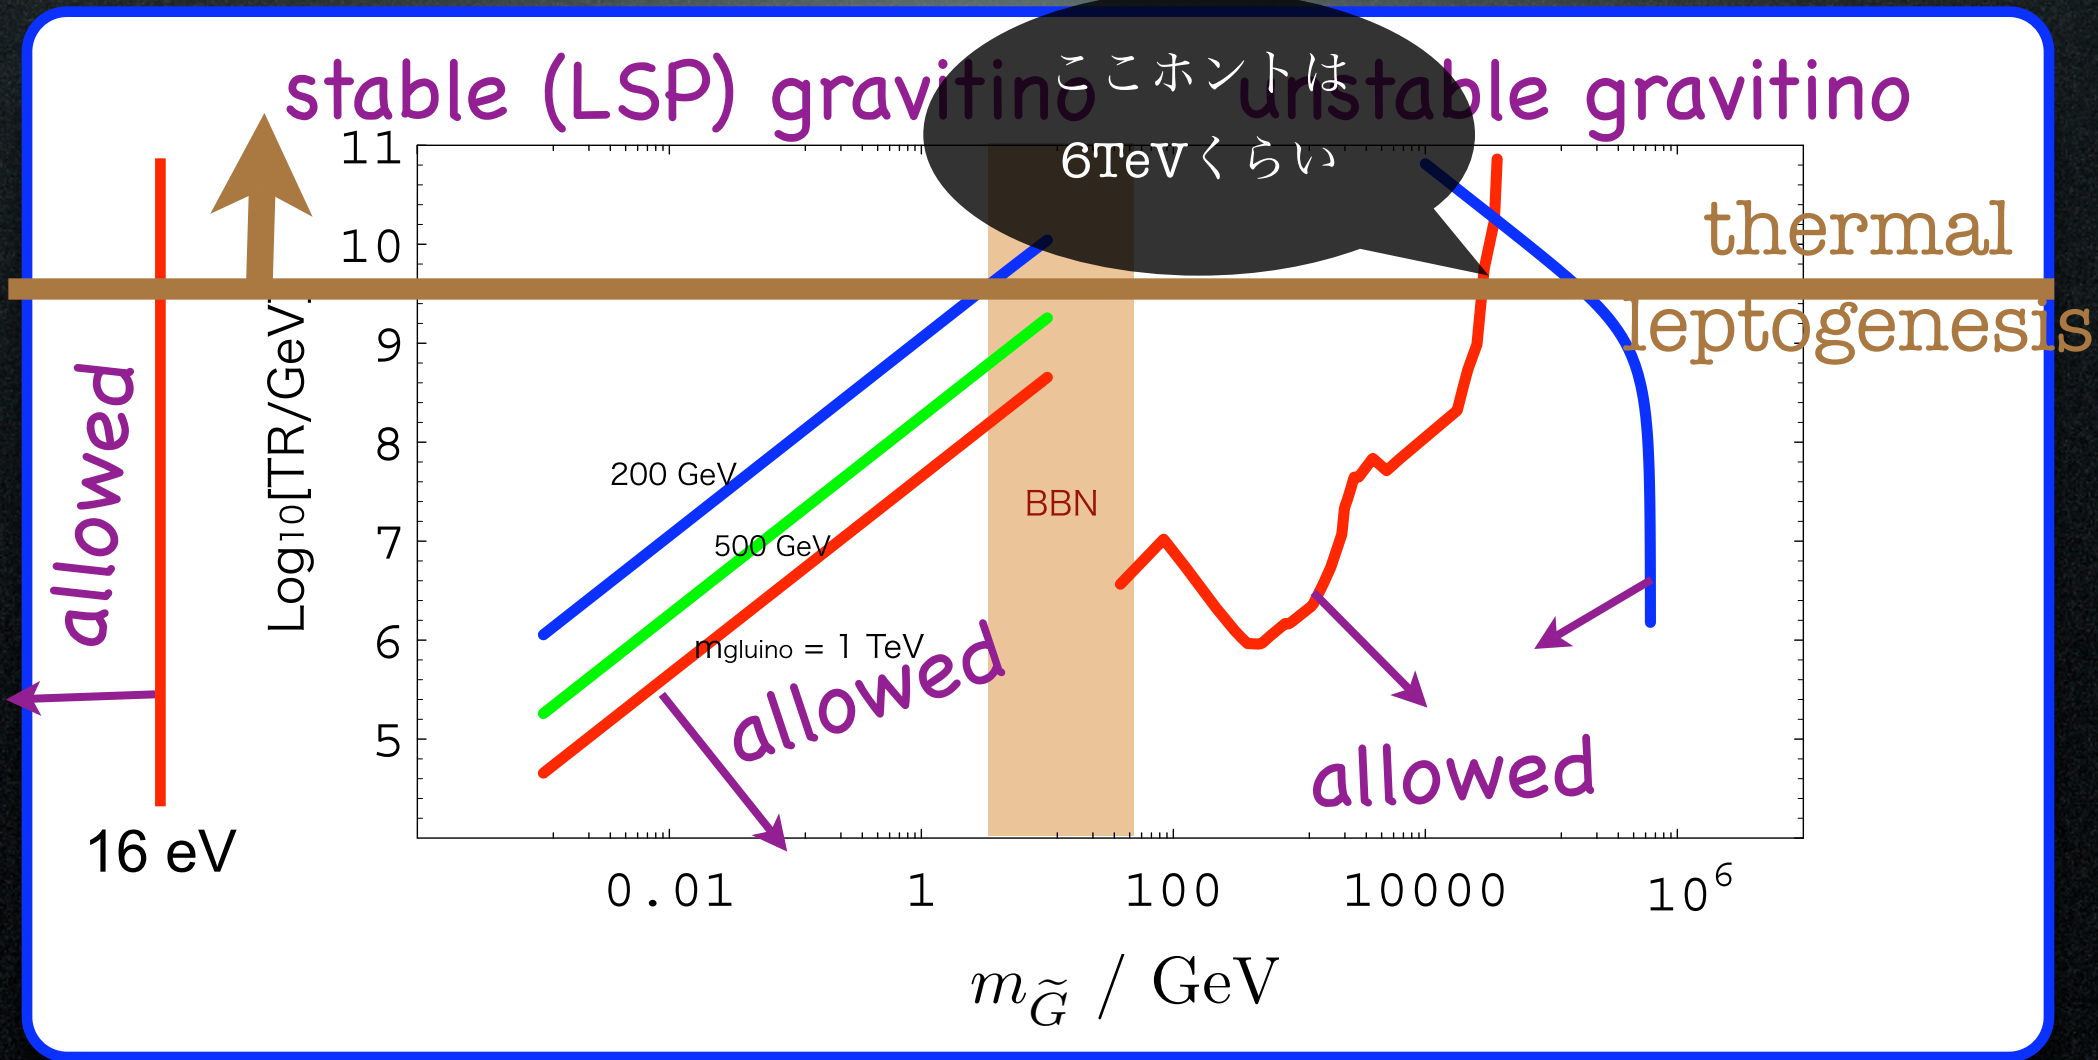 stable (LSP) gravitino
unstable gravitino
ここホントは
6TeVくらい
thermal
leptogenesis
allowed
16 eV
Log10[TR/GeV]
11
10
9
8
7
6
5
200 GeV
500 GeV
mgluino = 1 TeV
allowed
BBN
allowed
0.01
1
100
10000
10⁶
m_G̃ / GeV